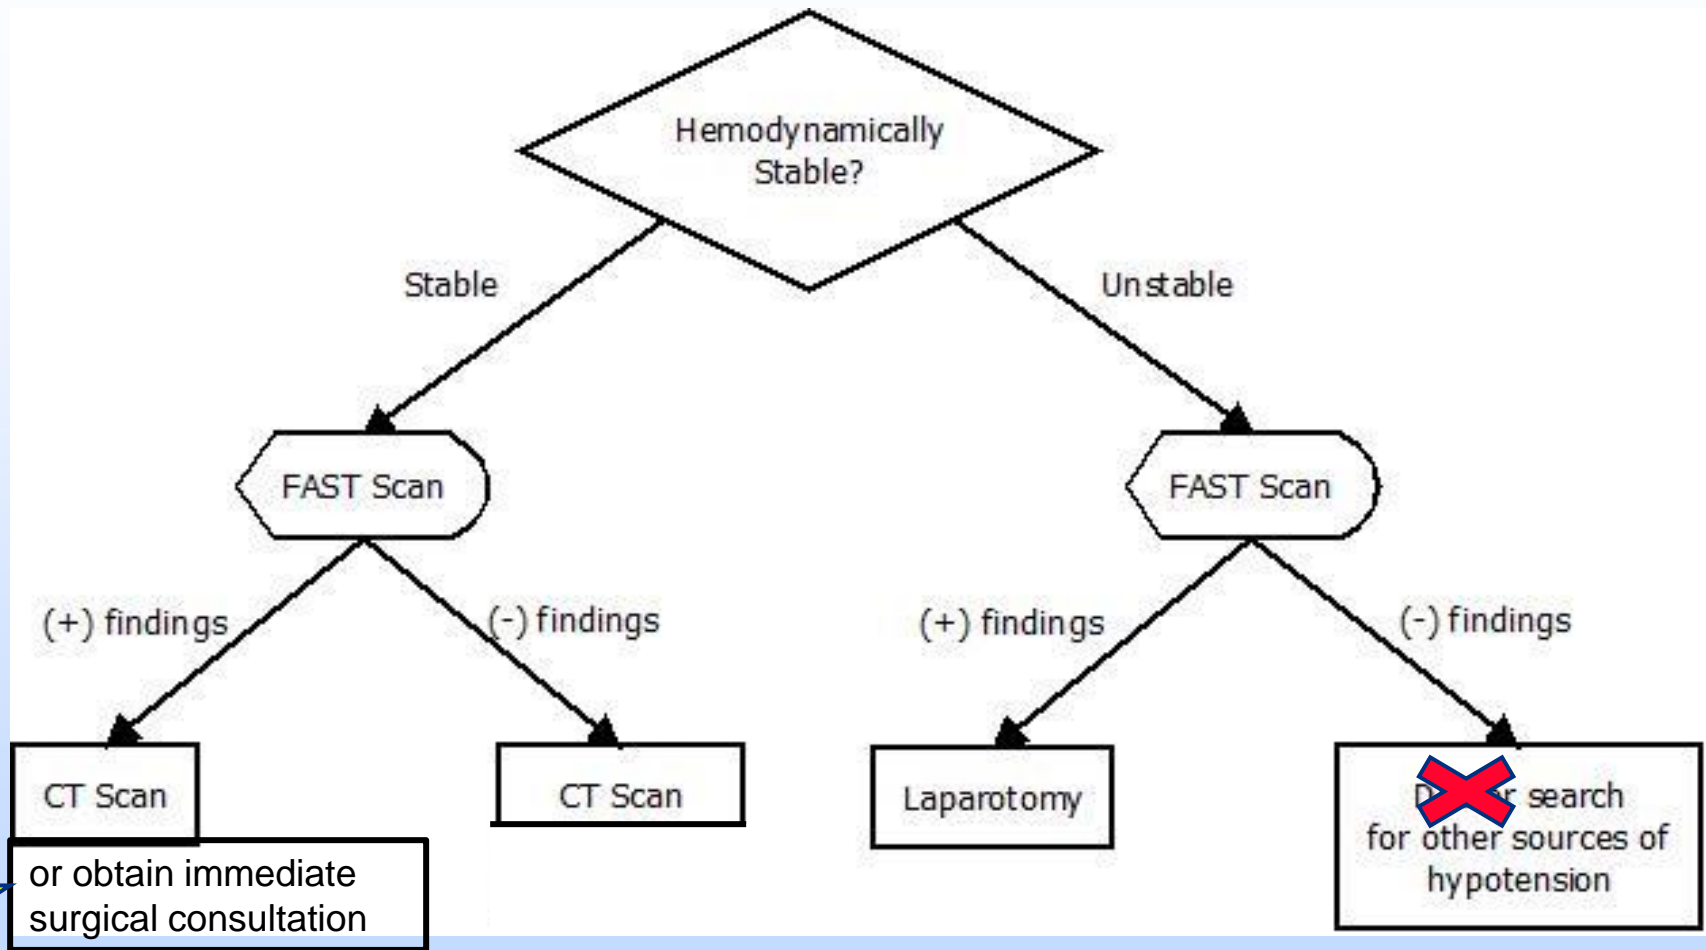 Hemodynamically
Stable?
Stable
Unstable
FAST Scan
FAST Scan
(+) findings
(-) findings
(+) findings
(-) findings
CT Scan
CT Scan
Laparotomy
search
for other sources of
hypotension
or obtain immediate
surgical consultation